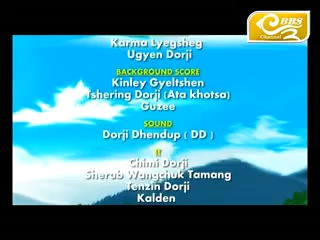 BBS
2
Channel
Karma Lyegsheg
Ugyen Dorji
BACKGROUND SCORE
Kinley Gyeltshen
Tshering Dorji (Ata khotsa)
Guzee
SOUND
Dorji Dhendup ( DD )
IT
Chimi Dorji
Sherub Wangchuk Tamang
Tenzin Dorji
Kalden